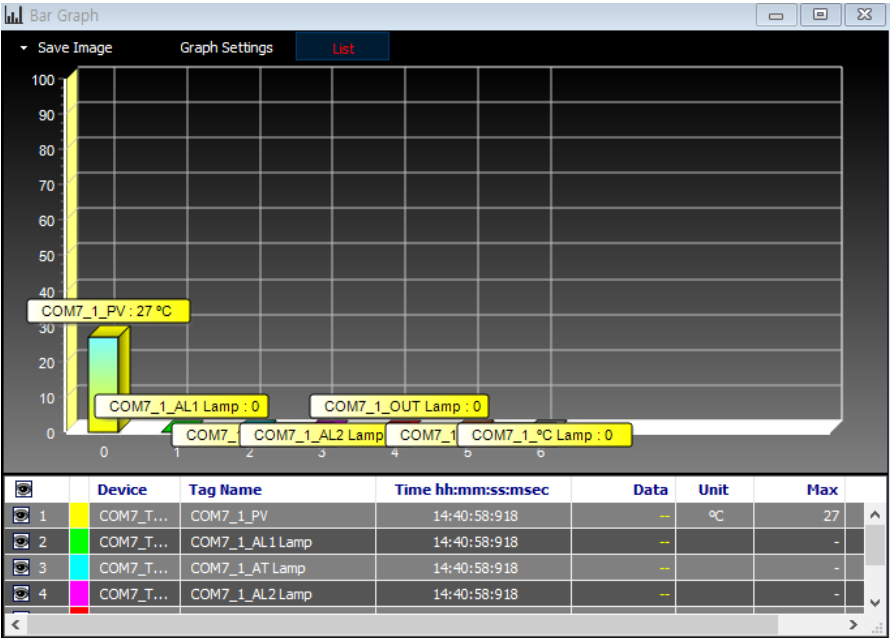 Bar Graph
Save Image Graph Settings List
100
90
80
70
60
50
40
COM7_1_PV : 27 ºC
30
20
10
COM7_1_AL1 Lamp : 0 COM7_1_OUT Lamp : 0
0
COM7_ COM7_1_AL2 Lamp COM7_1 COM7_1_ºC Lamp : 0
0 1 2 3 4 5 6
Device Tag Name Time hh:mm:ss:msec Data Unit Max
1 COM7_T... COM7_1_PV 14:40:58:918 -- ºC 27
2 COM7_T... COM7_1_AL1 Lamp 14:40:58:918 -- -
3 COM7_T... COM7_1_AT Lamp 14:40:58:918 -- -
4 COM7_T... COM7_1_AL2 Lamp 14:40:58:918 -- -